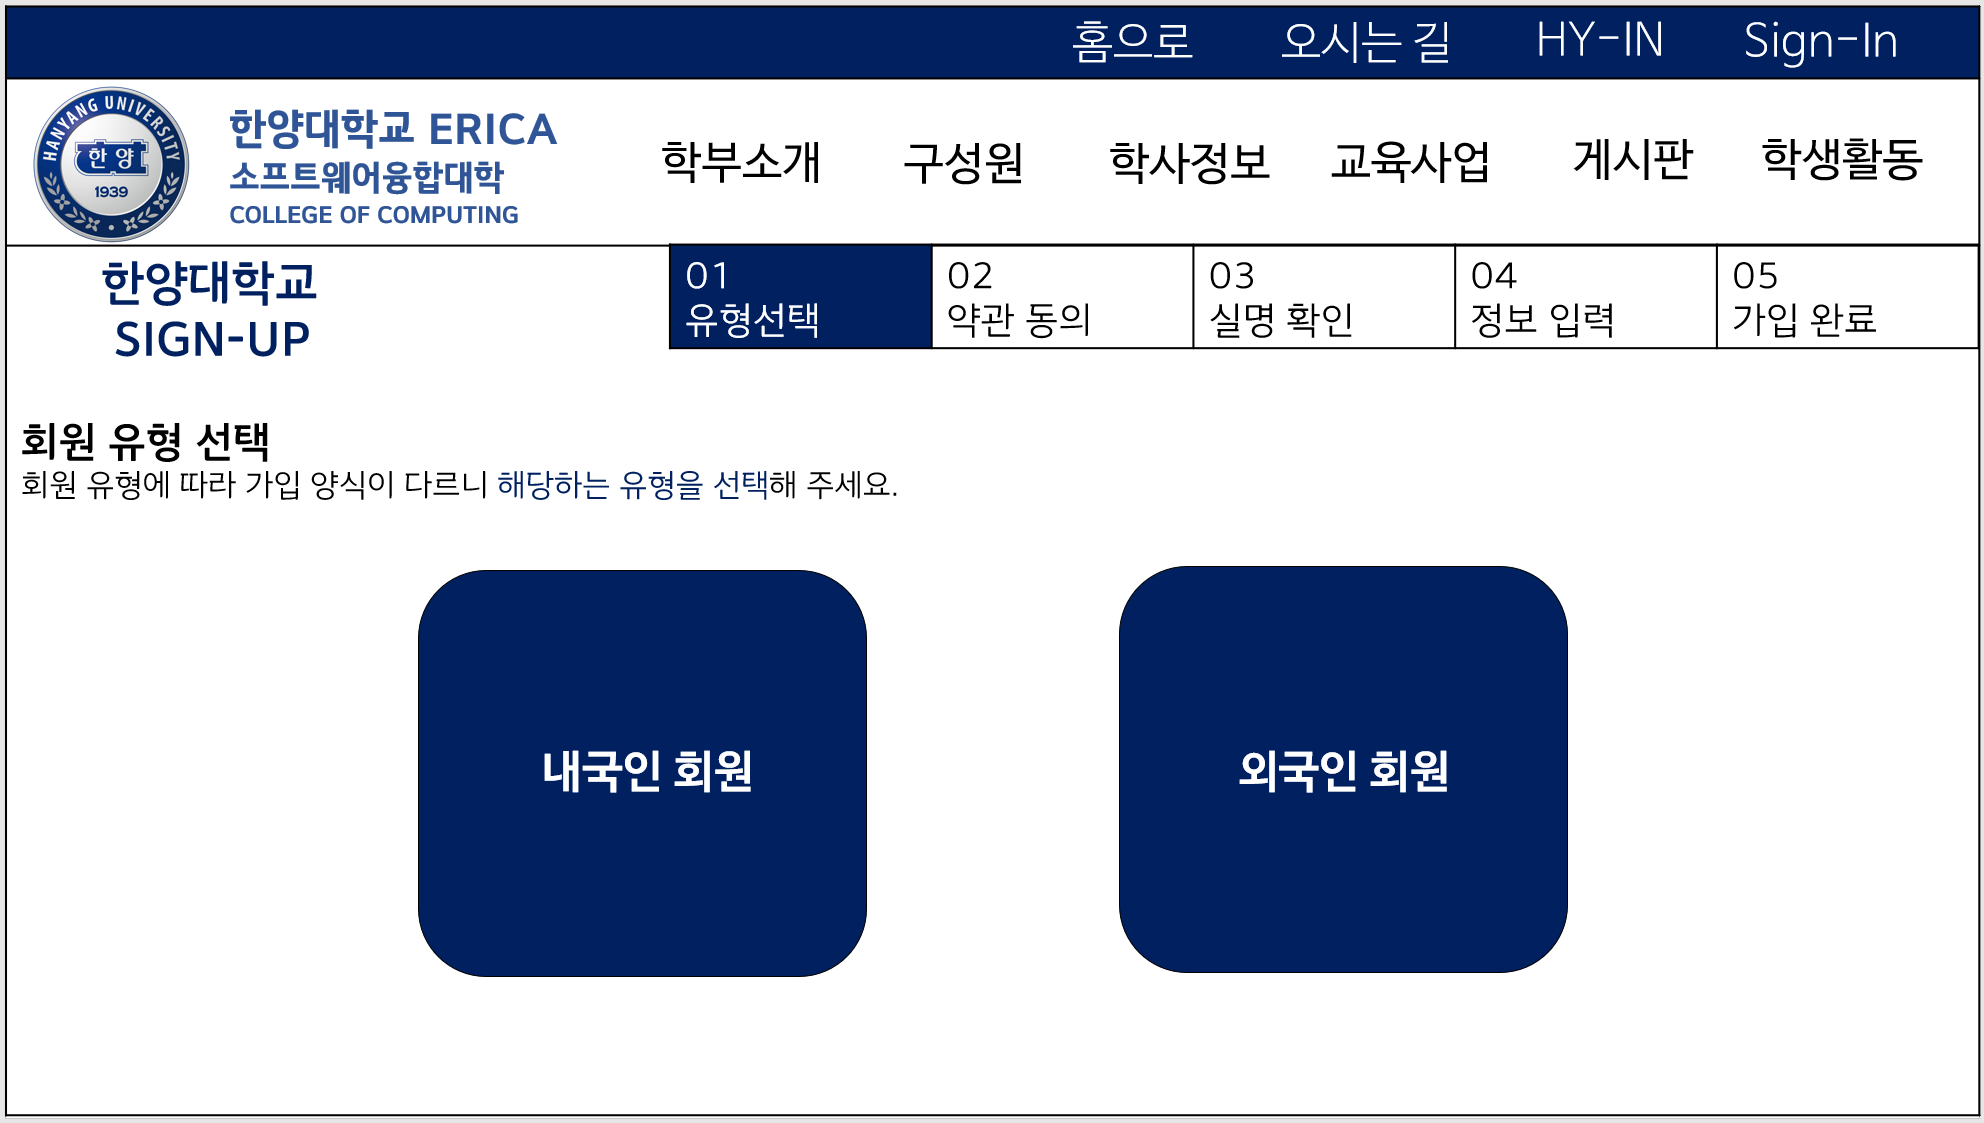 홈으로 오시는 길 HY-IN Sign-In
HANYANG UNIVERSITY
한양
1939
한양대학교 ERICA
소프트웨어융합대학
COLLEGE OF COMPUTING
학부소개 구성원 학사정보 교육사업 게시판 학생활동
한양대학교
SIGN-UP
01
유형선택
02
약관 동의
03
실명 확인
04
정보 입력
05
가입 완료
회원 유형 선택
회원 유형에 따라 가입 양식이 다르니 해당하는 유형을 선택해 주세요.
내국인 회원
외국인 회원